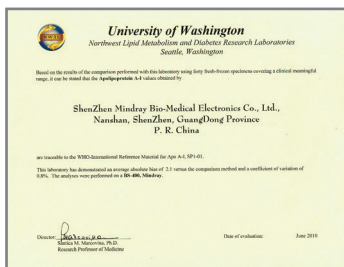 University of Washington
Northwest Lipid Metabolism and Diabetes Research Laboratories
Seattle, Washington
Based on the results of the comparison performed with this laboratory using forty fresh-frozen specimens covering a clinical meaningful
range, it can be stated that the Apolipoprotein A-I values obtained by
ShenZhen Mindray Bio-Medical Electronics Co., Ltd.,
Nanshan, ShenZhen, GuangDong Province
P. R. China
are traceable to the WHO-International Reference Material for Apo A-I, SP1-01.
This laboratory has demonstrated an average absolute bias of 2.1 versus the comparison method and a coefficient of variation of
0.8%. The analyses were performed on a BS-400, Mindray.
Director:
Santica M. Marcovina, Ph.D.
Research Professor of Medicine
Date of evaluation: June 2010